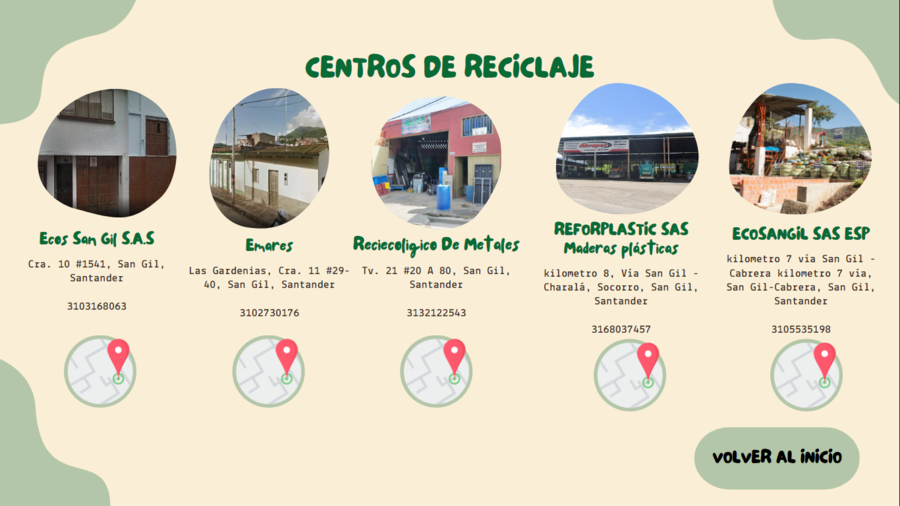 CENTROS DE RECICLAJE
Ecos San Gil S.A.S
Cra. 10 #1541, San Gil,
Santander
3103168063
Emares
Las Gardenias, Cra. 11 #29-
40, San Gil, Santander
3102730176
Reciecoligico De Metales
Tv. 21 #20 A 80, San Gil,
Santander
3132122543
REFORPLASTIC SAS
Maderas plásticas
kilometro 8, Vía San Gil -
Charalá, Socorro, San Gil,
Santander
3168037457
ECOSANGIL SAS ESP
kilometro 7 vía San Gil -
Cabrera kilometro 7 vía,
San Gil-Cabrera, San Gil,
Santander
3105535198
VOLVER AL INICIO